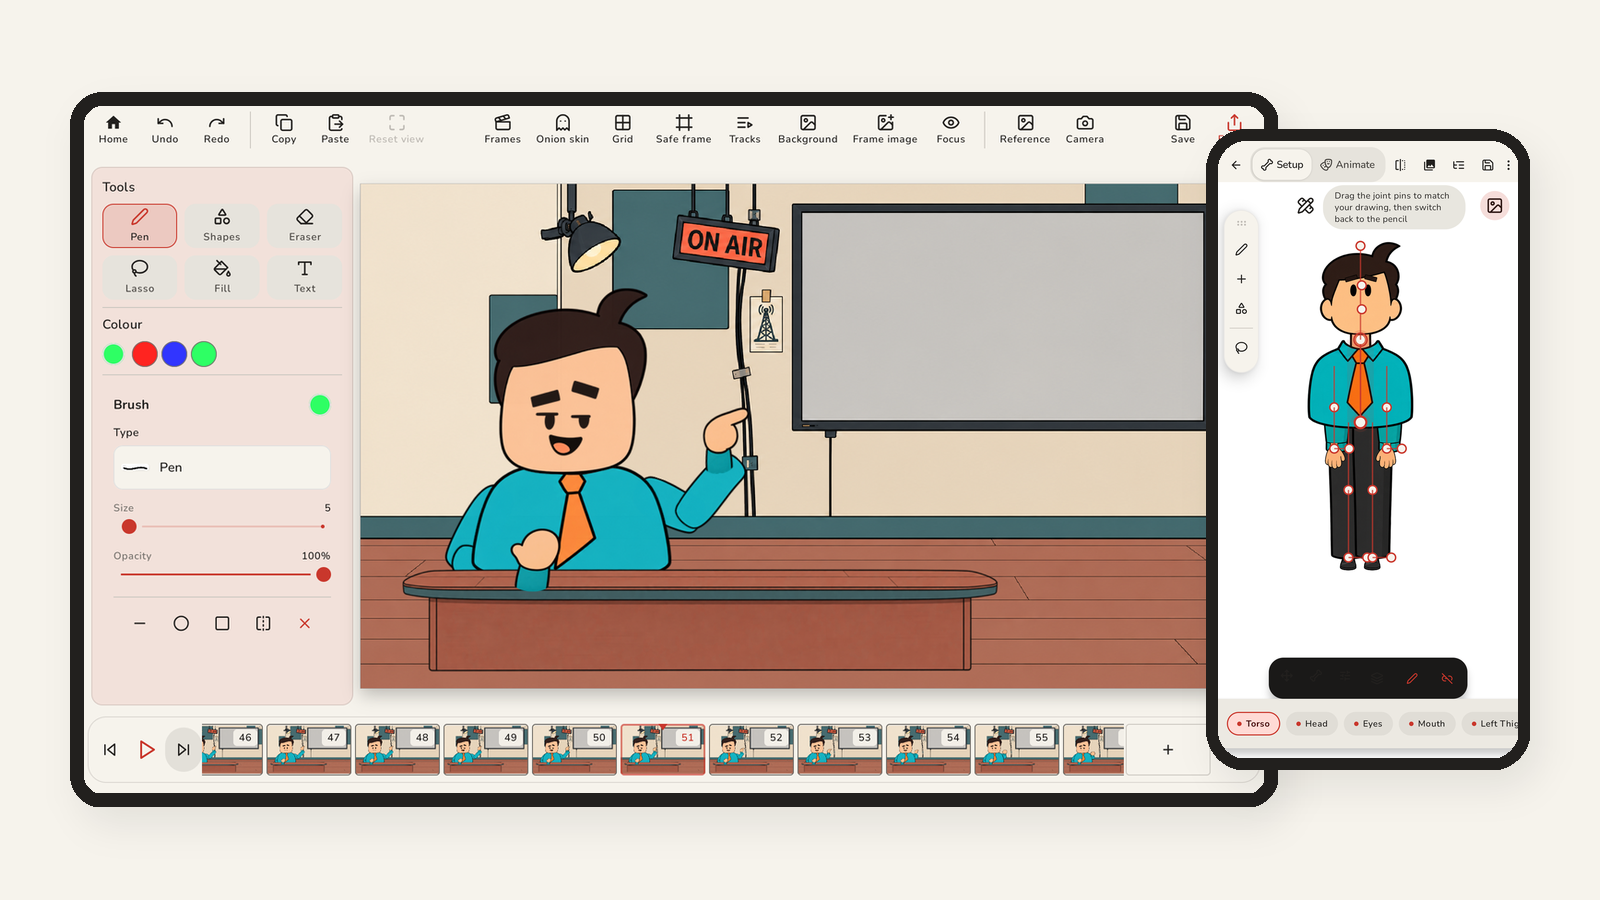 Home
Undo
Redo
Copy
Paste
Reset view
Frames
Onion skin
Grid
Safe frame
Tracks
Background
Frame image
Focus
Reference
Camera
Save
Tools
Pen
Shapes
Eraser
Lasso
Fill
Text
Colour
Brush
Type
Pen
Size 5
Opacity 100%
ON AIR
46
47
48
49
50
51
52
53
54
55
+
Setup
Animate
Drag the joint pins to match
your drawing, then switch
back to the pencil
Torso
Head
Eyes
Mouth
Left Thig